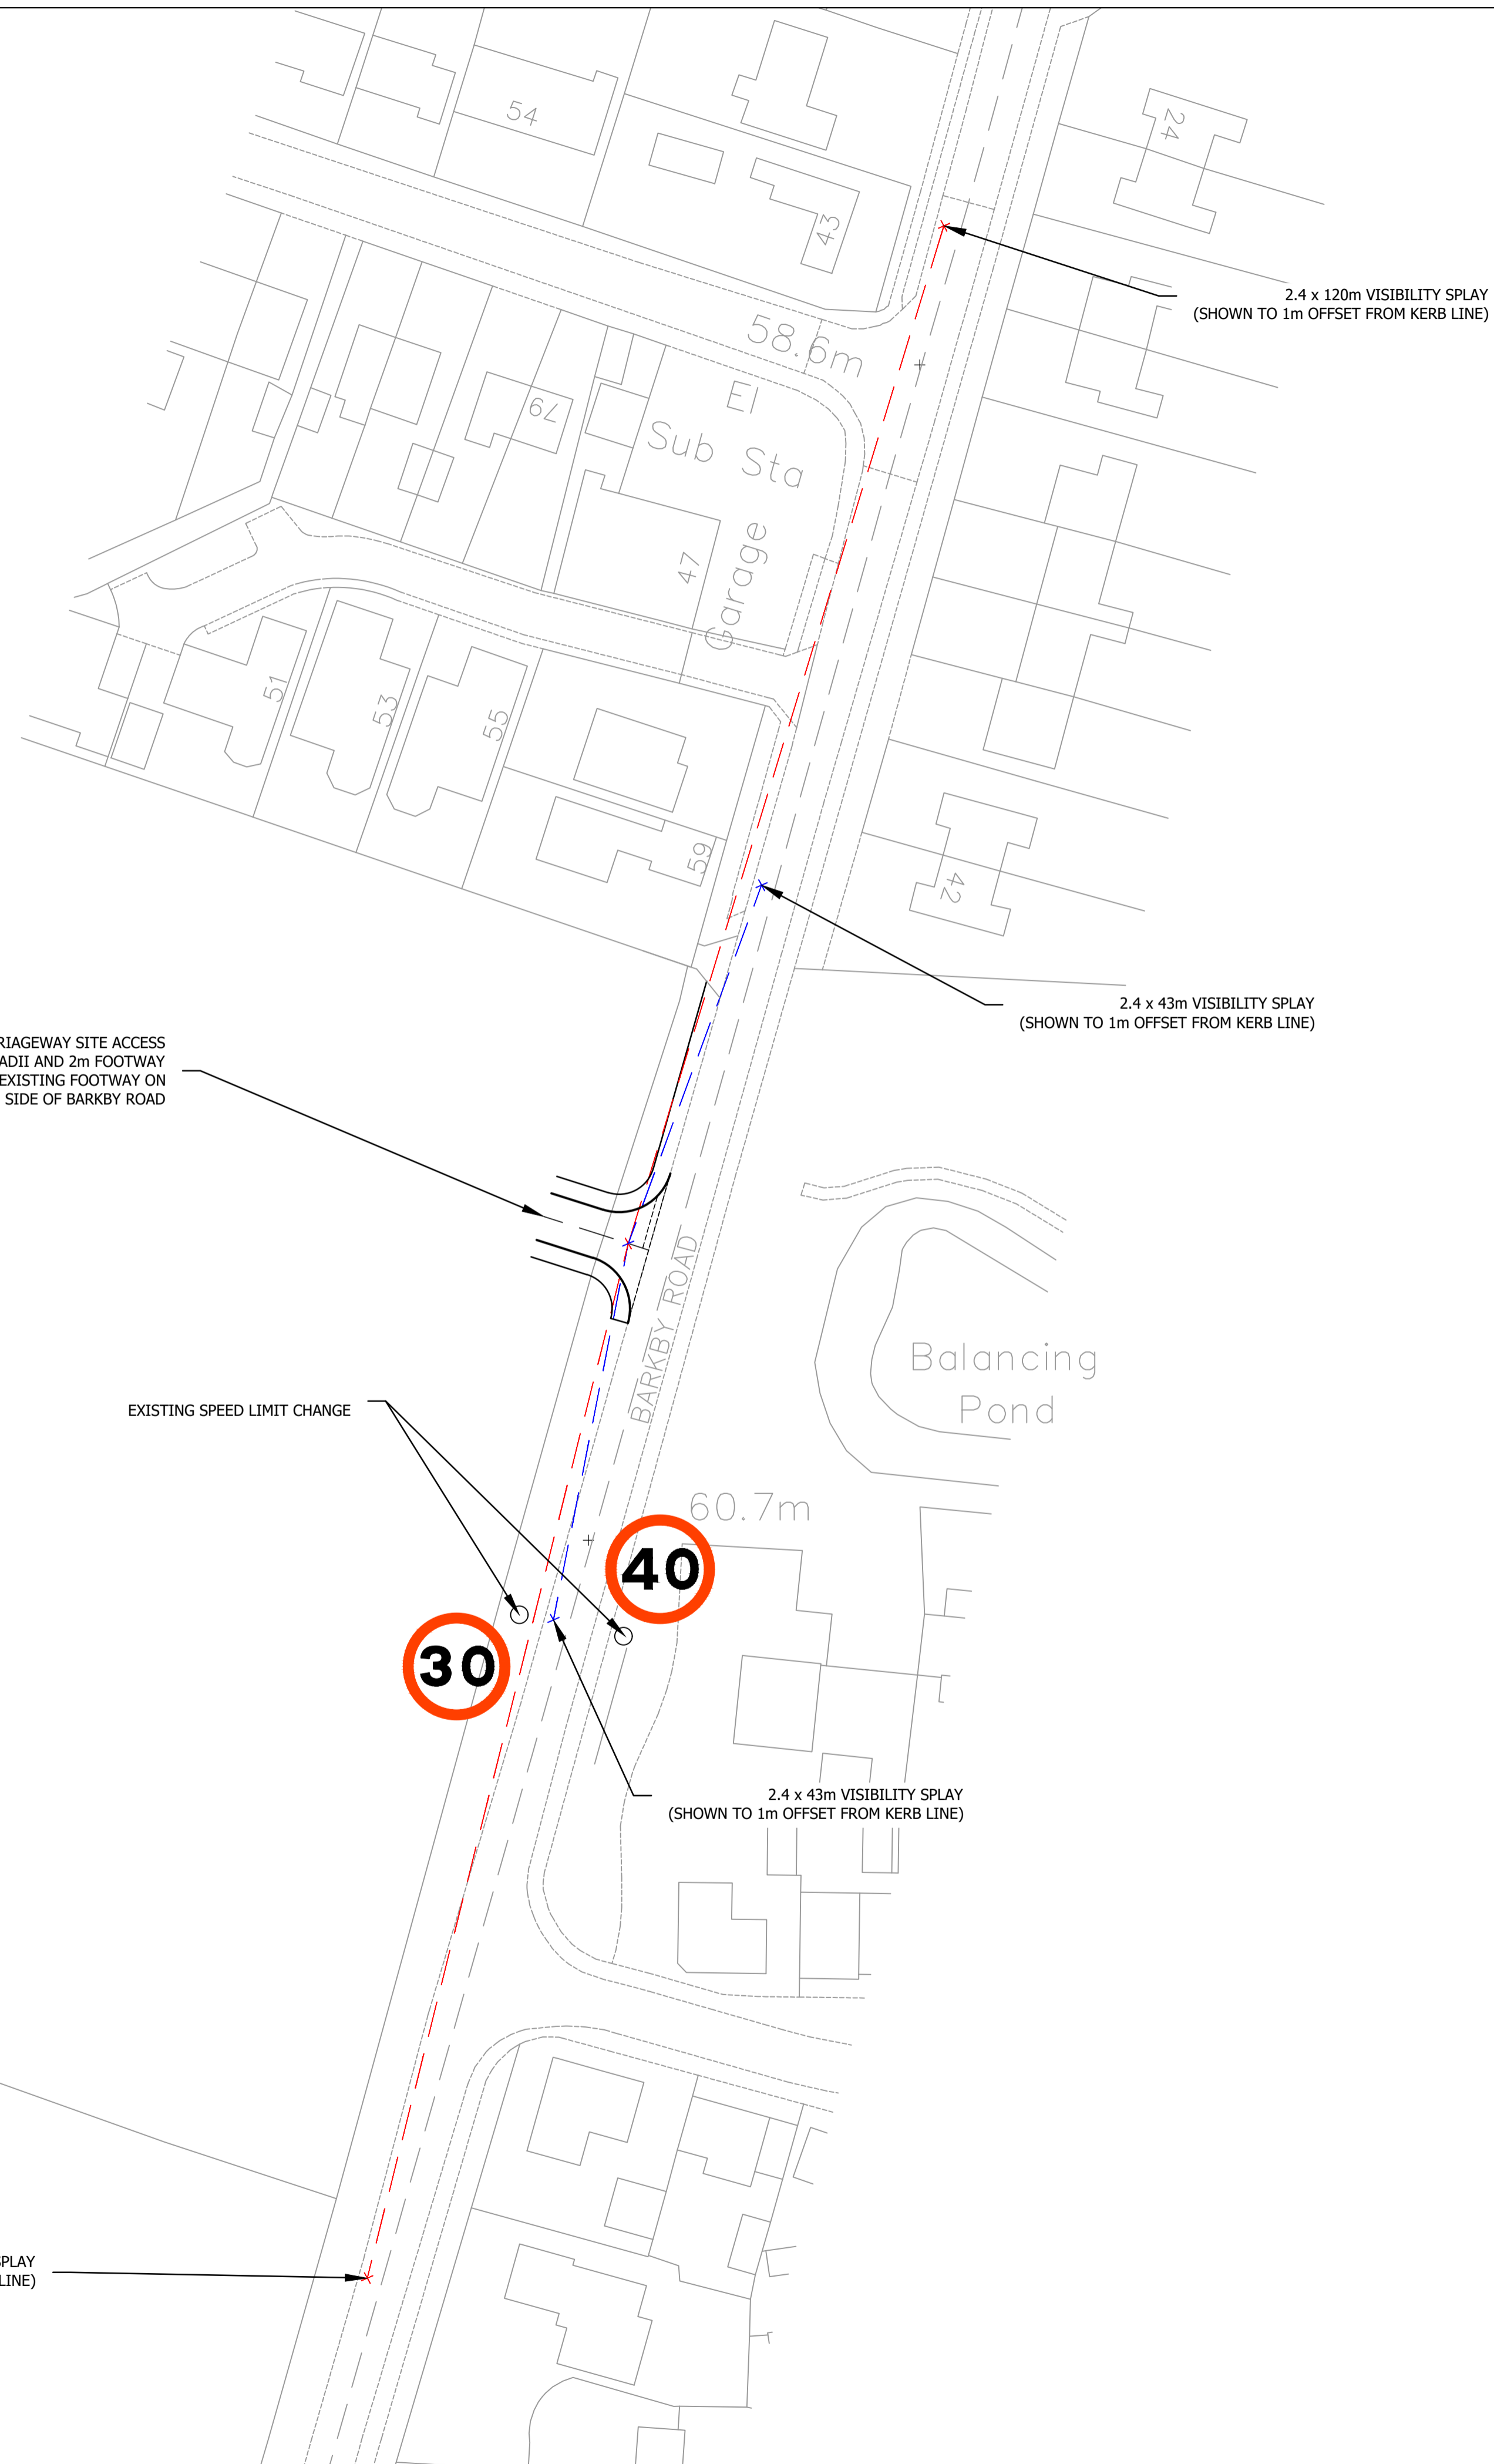 54
24
43
2.4 x 120m VISIBILITY SPLAY
(SHOWN TO 1m OFFSET FROM KERB LINE)
58.6m
El
Sub Sta
67
47
Garage
51
53
55
59
42
2.4 x 43m VISIBILITY SPLAY
(SHOWN TO 1m OFFSET FROM KERB LINE)
RIAGEWAY SITE ACCESS
ADII AND 2m FOOTWAY
EXISTING FOOTWAY ON
SIDE OF BARKBY ROAD
BARKBY ROAD
Balancing
Pond
EXISTING SPEED LIMIT CHANGE
60.7m
40
30
2.4 x 43m VISIBILITY SPLAY
(SHOWN TO 1m OFFSET FROM KERB LINE)
SPLAY
LINE)